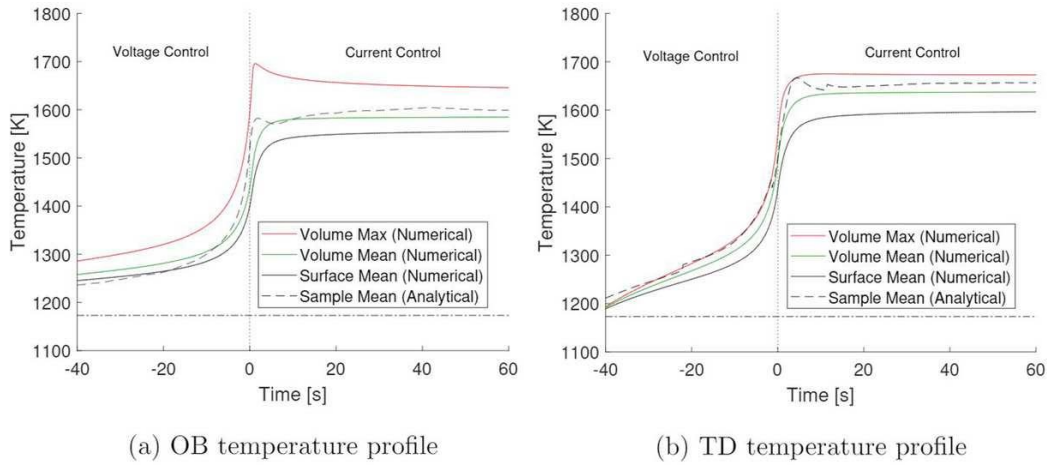 1800
1700
1600
1500
1400
1300
1200
1100
Temperature [K]
Voltage Control
Current Control
Volume Max (Numerical)
Volume Mean (Numerical)
Surface Mean (Numerical)
Sample Mean (Analytical)
-40 -20 0 20 40 60
Time [s]
(a) OB temperature profile
1800
1700
1600
1500
1400
1300
1200
1100
Temperature [K]
Voltage Control
Current Control
Volume Max (Numerical)
Volume Mean (Numerical)
Surface Mean (Numerical)
Sample Mean (Analytical)
-40 -20 0 20 40 60
Time [s]
(b) TD temperature profile